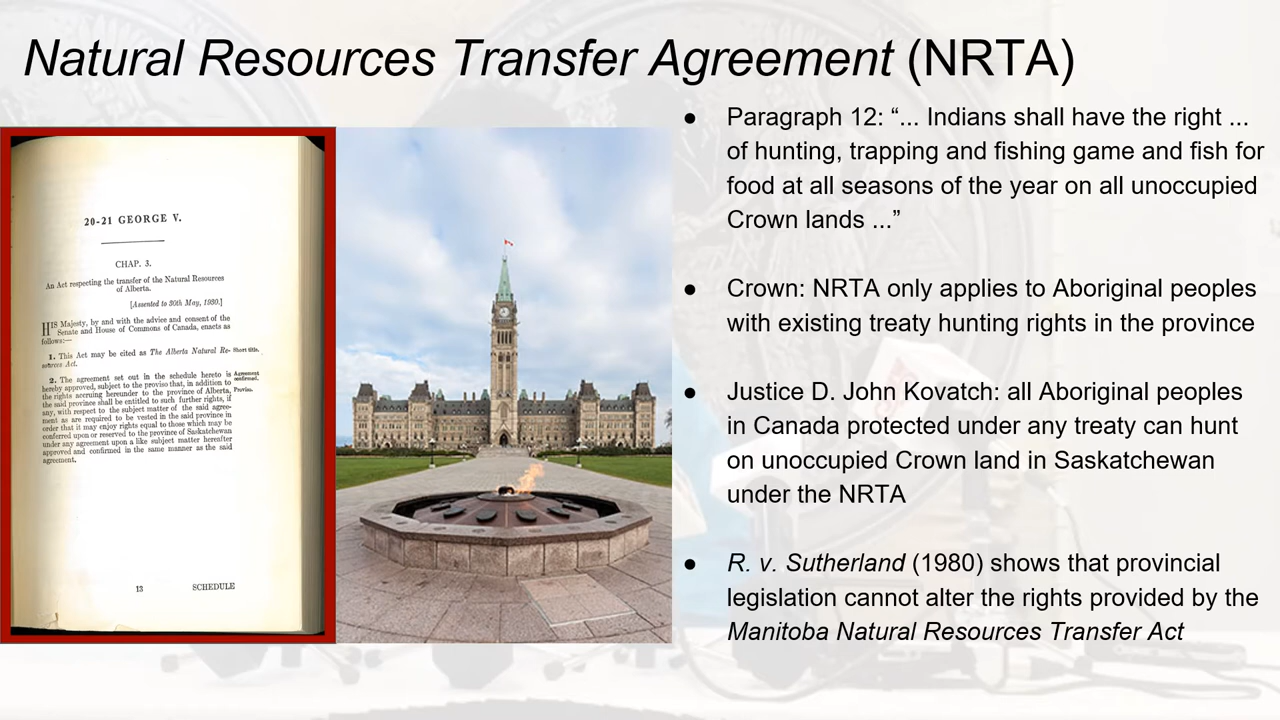 Natural Resources Transfer Agreement (NRTA)
20-21 GEORGE V.
CHAP. 3.
An Act respecting the transfer of the Natural Resources
of Alberta.
[Assented to 30th May, 1930.]
HIS Majesty, by and with the advice and consent of the
Senate and House of Commons of Canada, enacts as
follows:—
1. This Act may be cited as The Alberta Natural Re- Short title.
sources Act.
2. The agreement set out in the schedule hereto is Agreement
hereby approved, subject to the proviso that, in addition to confirmed.
the rights accruing hereunder to the province of Alberta, Proviso.
the said province shall be entitled to such further rights, if
any, with respect to the subject matter of the said agree-
ment as are required to be vested in the said province in
order that it may enjoy rights equal to those which may be
conferred upon or reserved to the province of Saskatchewan
under any agreement upon a like subject matter hereafter
approved and confirmed in the same manner as the said
agreement.
13 SCHEDULE
● Paragraph 12: “... Indians shall have the right ...
of hunting, trapping and fishing game and fish for
food at all seasons of the year on all unoccupied
Crown lands ...”
● Crown: NRTA only applies to Aboriginal peoples
with existing treaty hunting rights in the province
● Justice D. John Kovatch: all Aboriginal peoples
in Canada protected under any treaty can hunt
on unoccupied Crown land in Saskatchewan
under the NRTA
● R. v. Sutherland (1980) shows that provincial
legislation cannot alter the rights provided by the
Manitoba Natural Resources Transfer Act